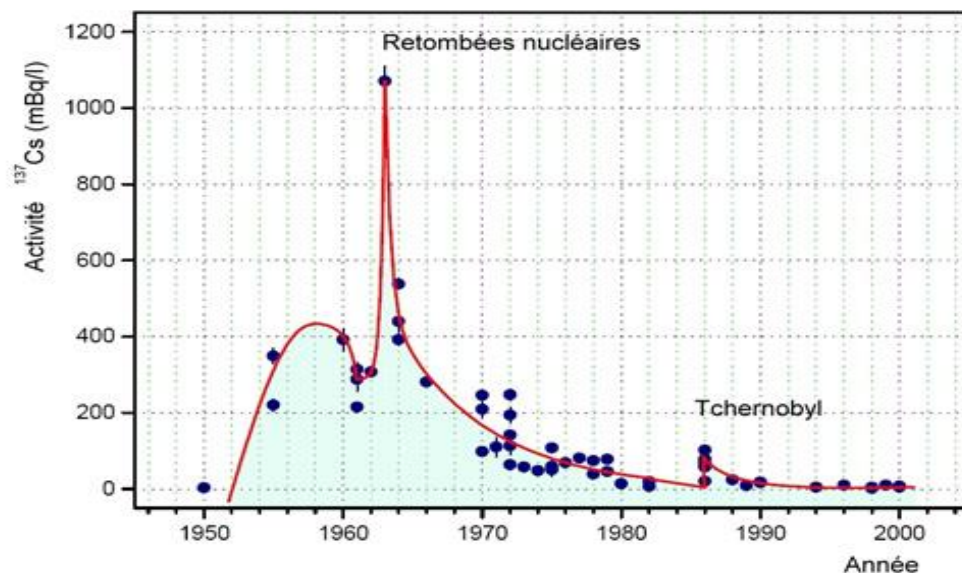 Retombées nucléaires
Tchernobyl
Activité ¹³⁷Cs (mBq/l)
1200
1000
800
600
400
200
0
1950 1960 1970 1980 1990 2000
Année